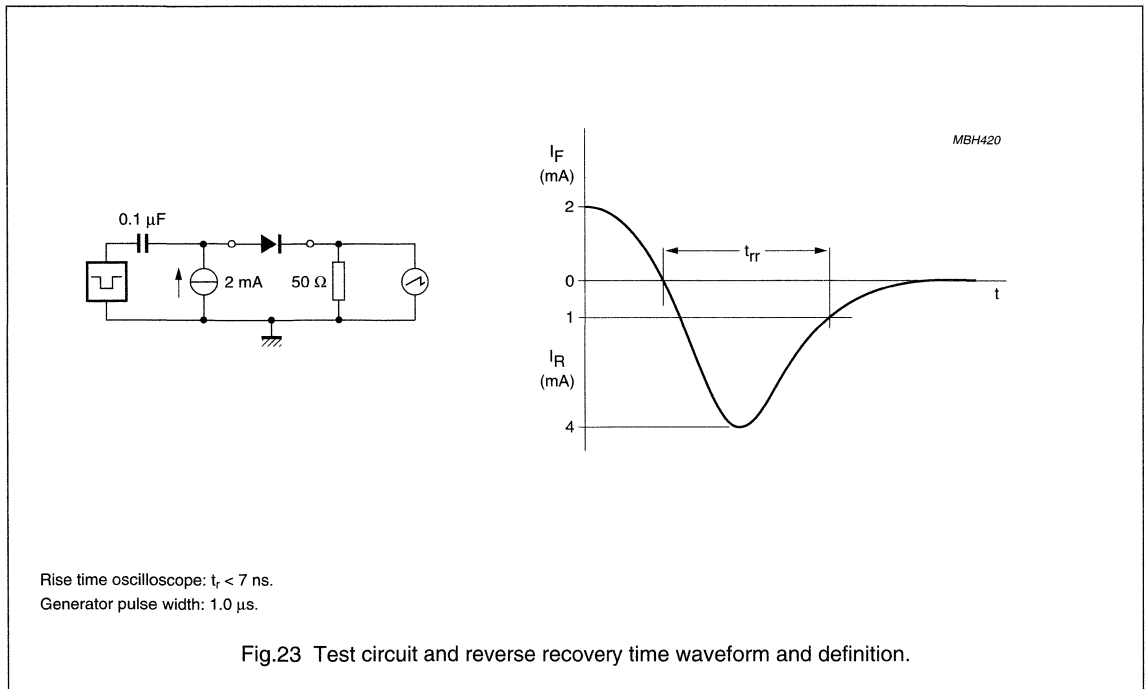 MBH420
I_F
(mA)
2
0
1
I_R
(mA)
4
t_rr
t
0.1 μF
2 mA
50 Ω
Rise time oscilloscope: t_r < 7 ns.
Generator pulse width: 1.0 μs.
Fig.23 Test circuit and reverse recovery time waveform and definition.